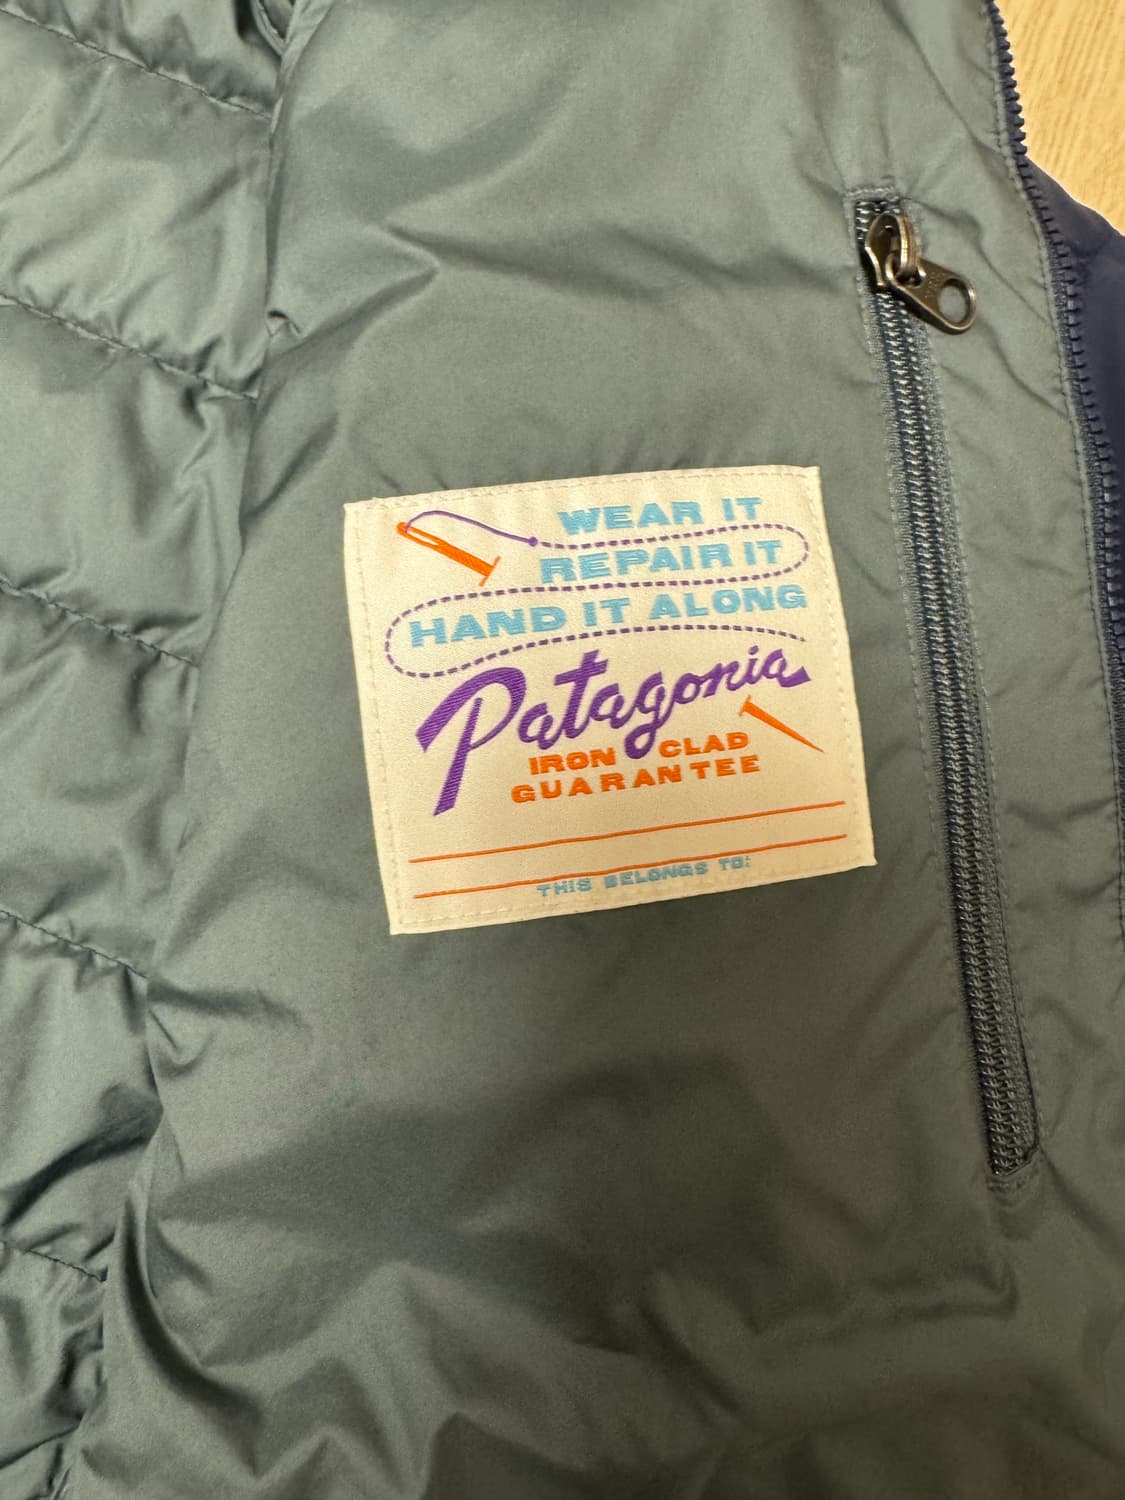 WEAR IT
REPAIR IT
HAND IT ALONG
Patagonia
IRON CLAD
GUARANTEE
THIS BELONGS TO: